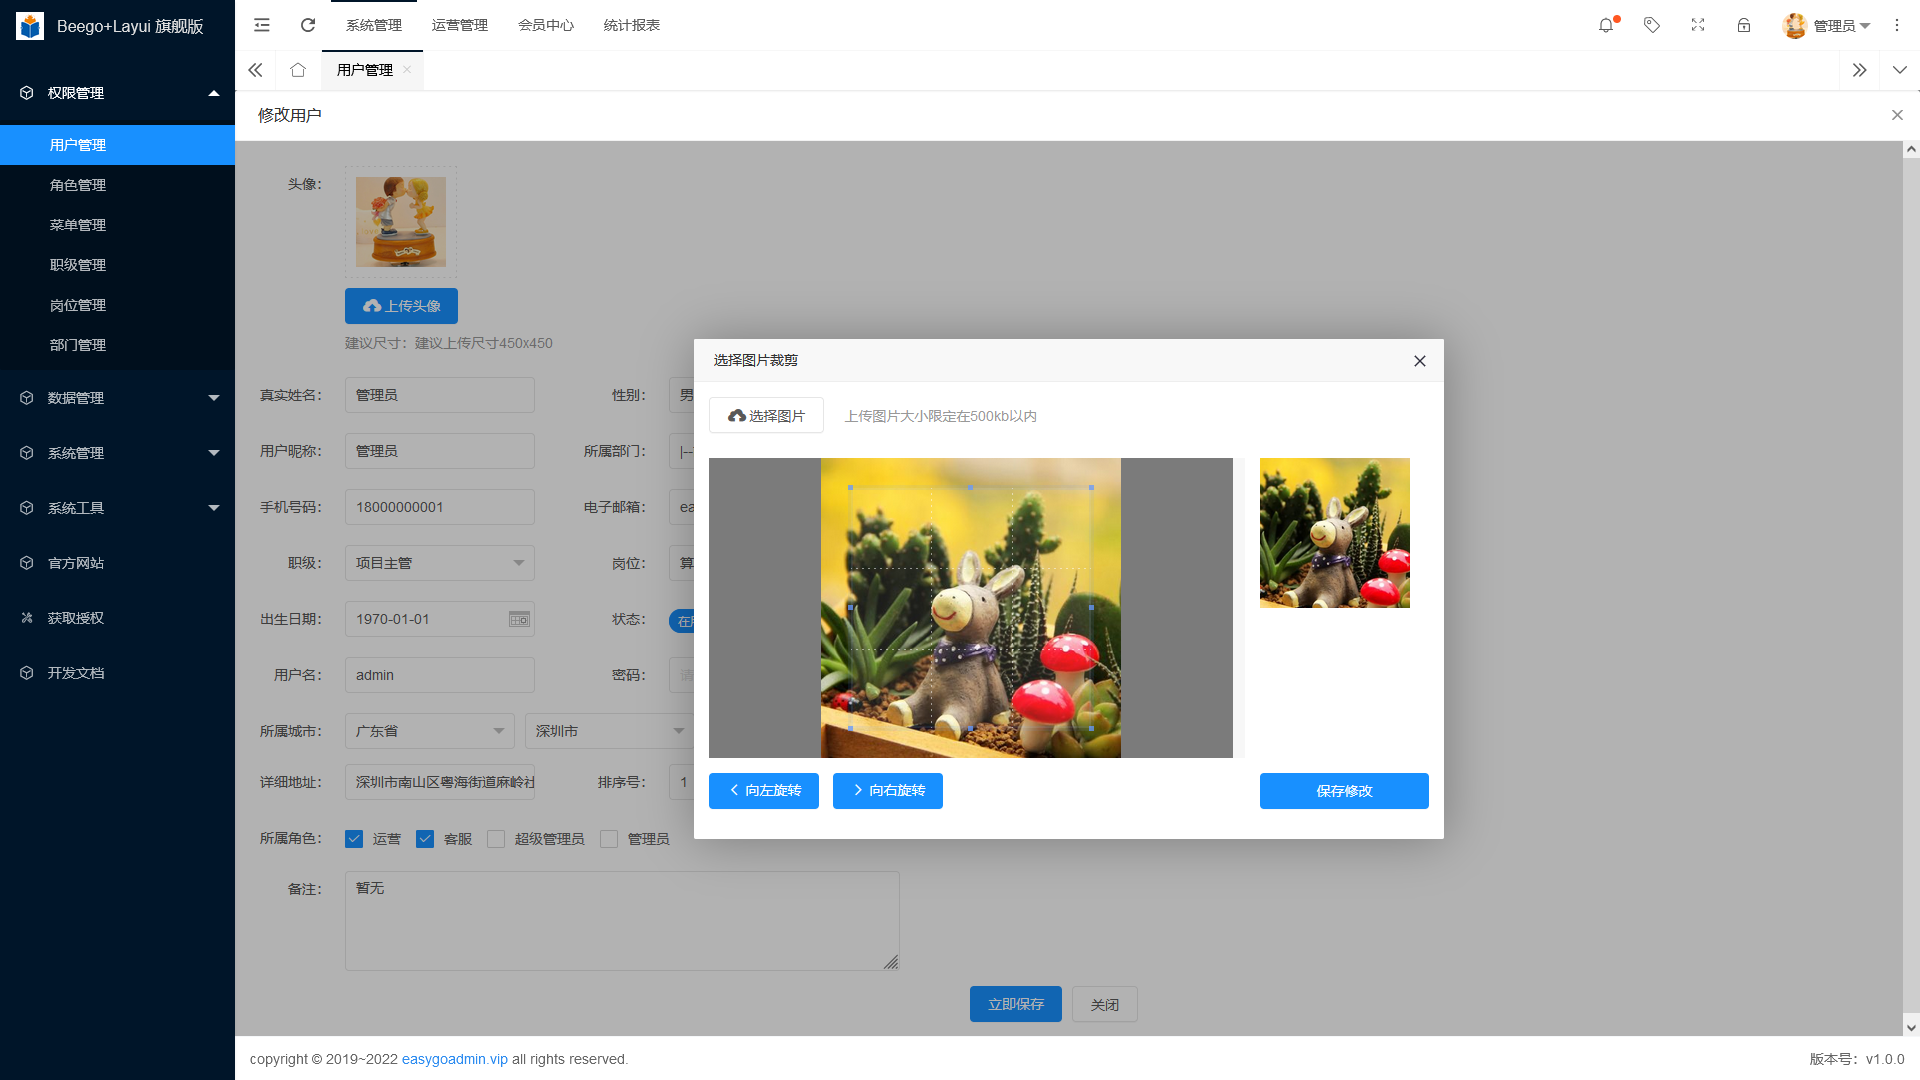 Beego+Layui 旗舰版
系统管理 运营管理 会员中心 统计报表
管理员
用户管理
权限管理
用户管理
角色管理
菜单管理
职级管理
岗位管理
部门管理
数据管理
系统管理
系统工具
官方网站
获取授权
开发文档
修改用户
头像：
上传头像
建议尺寸：建议上传尺寸450x450
真实姓名： 管理员 性别： 男
用户昵称： 管理员 所属部门： |--
手机号码： 18000000001 电子邮箱： ea
职级： 项目主管 岗位： 算
出生日期： 1970-01-01 状态： 在
用户名： admin 密码： 请
所属城市： 广东省 深圳市
详细地址： 深圳市南山区粤海街道麻岭社 排序号： 1
所属角色： 运营 客服 超级管理员 管理员
备注： 暂无
立即保存 关闭
选择图片裁剪
选择图片 上传图片大小限定在500kb以内
向左旋转 向右旋转 保存修改
copyright © 2019~2022 easygoadmin.vip all rights reserved.
版本号：v1.0.0